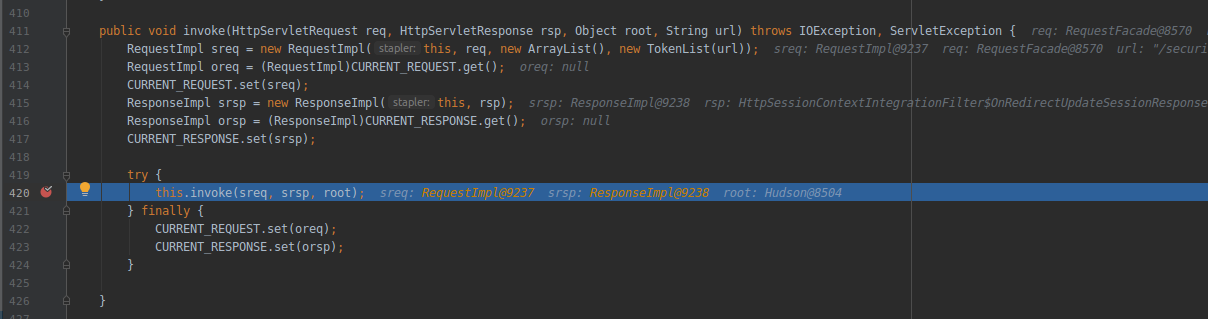 410
411 public void invoke(HttpServletRequest req, HttpServletResponse rsp, Object root, String url) throws IOException, ServletException { req: RequestFacade@8570
412 RequestImpl sreq = new RequestImpl( stapler: this, req, new ArrayList(), new TokenList(url)); sreq: RequestImpl@9237 req: RequestFacade@8570 url: "/securi
413 RequestImpl oreq = (RequestImpl)CURRENT_REQUEST.get(); oreq: null
414 CURRENT_REQUEST.set(sreq);
415 ResponseImpl srsp = new ResponseImpl( stapler: this, rsp); srsp: ResponseImpl@9238 rsp: HttpSessionContextIntegrationFilter$OnRedirectUpdateSessionResponse
416 ResponseImpl orsp = (ResponseImpl)CURRENT_RESPONSE.get(); orsp: null
417 CURRENT_RESPONSE.set(srsp);
418
419 try {
420 this.invoke(sreq, srsp, root); sreq: RequestImpl@9237 srsp: ResponseImpl@9238 root: Hudson@8504
421 } finally {
422 CURRENT_REQUEST.set(oreq);
423 CURRENT_RESPONSE.set(orsp);
424 }
425
426 }